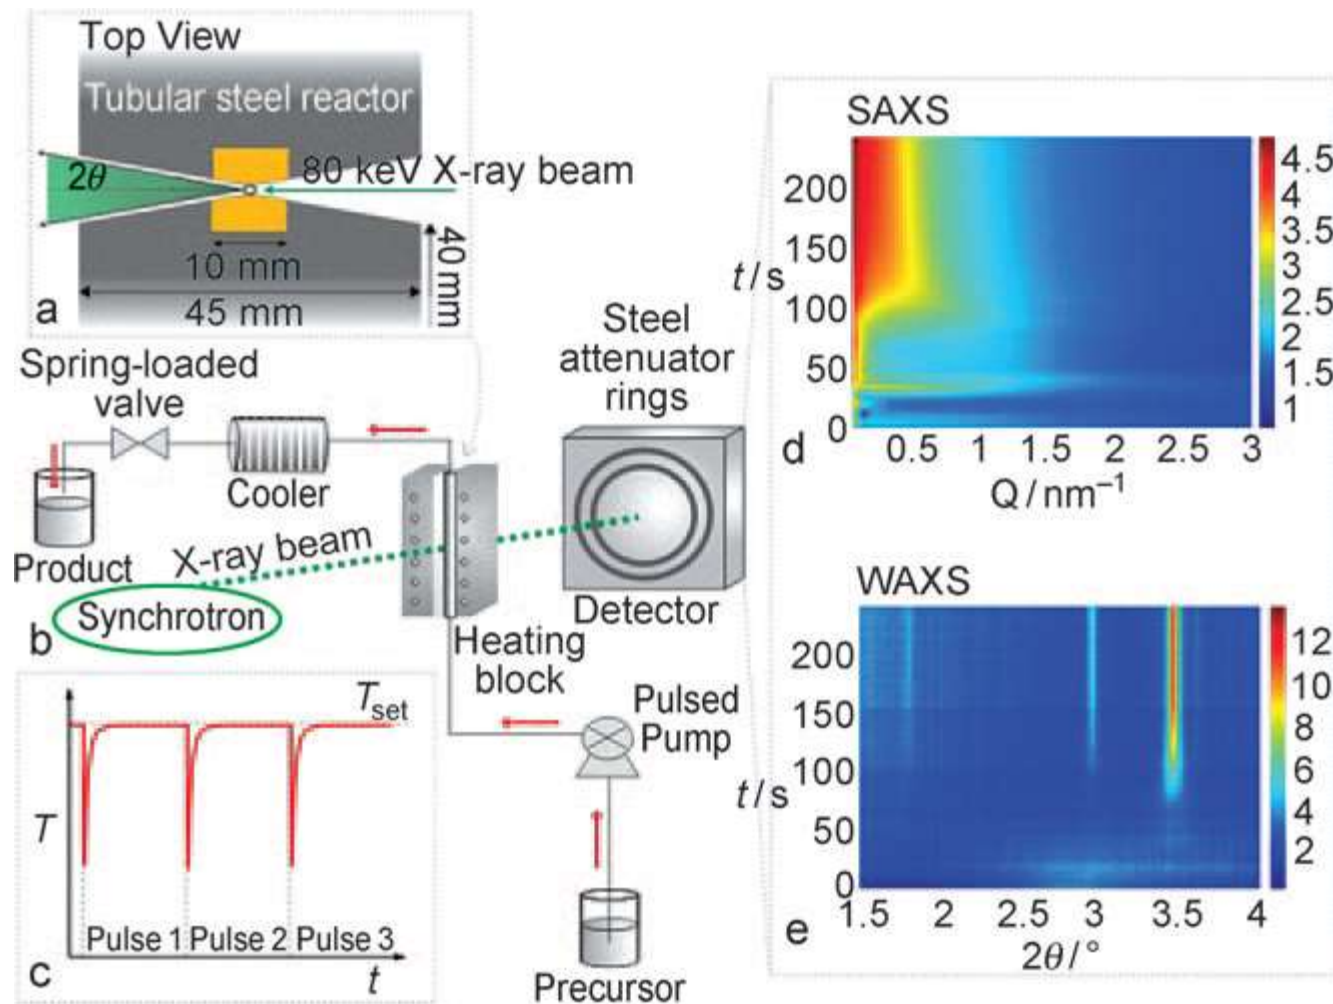 Top View
Tubular steel reactor
2θ
80 keV X-ray beam
10 mm
45 mm
40 mm
a
Spring-loaded
valve
Cooler
Product
X-ray beam
Synchrotron
b
Steel
attenuator
rings
Detector
Heating
block
Pulsed
Pump
Precursor
T
Tset
Pulse 1
Pulse 2
Pulse 3
c
t
SAXS
t / s
200
150
100
50
0
0.5 1 1.5 2 2.5 3
Q / nm⁻¹
4.5
4
3.5
3
2.5
2
1.5
1
d
WAXS
t / s
200
150
100
50
0
1.5 2 2.5 3 3.5 4
2θ / °
12
10
8
6
4
2
e